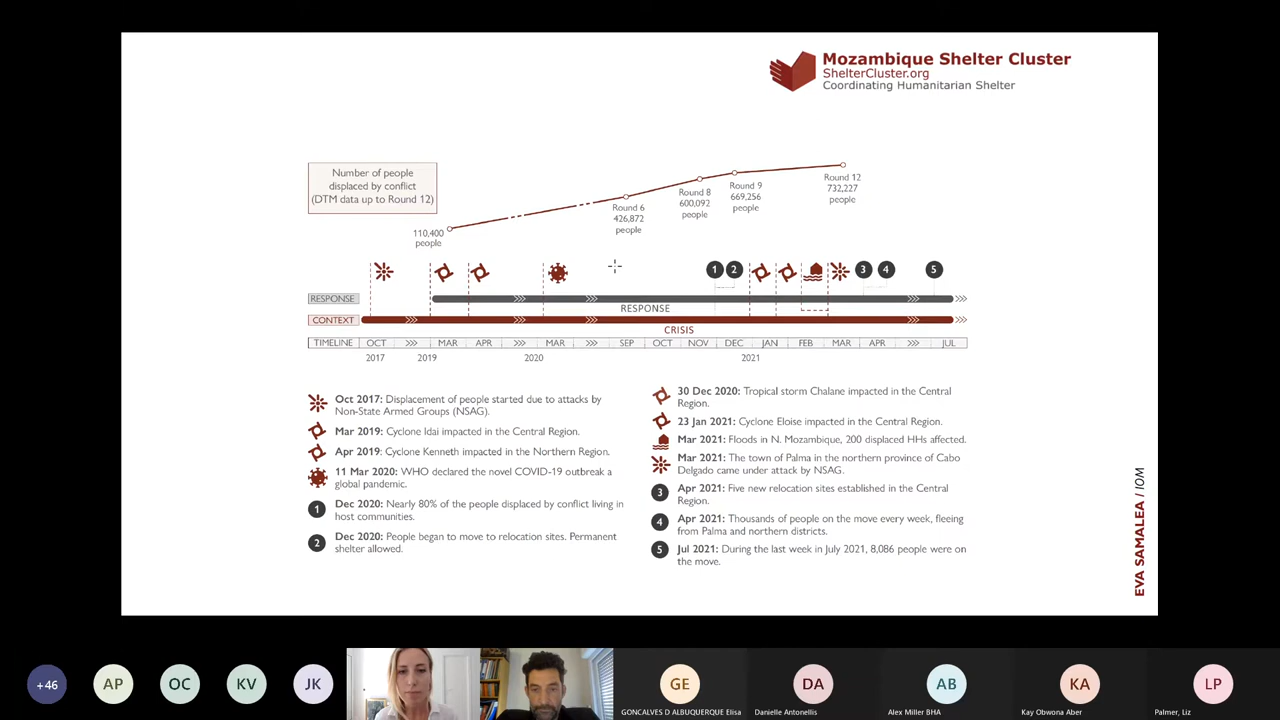 Mozambique Shelter Cluster
ShelterCluster.org
Coordinating Humanitarian Shelter
Number of people
displaced by conflict
(DTM data up to Round 12)
110,400
people
Round 6
426,872
people
Round 8
600,092
people
Round 9
669,256
people
Round 12
732,227
people
1 2 3 4 5
RESPONSE
RESPONSE
CONTEXT
CRISIS
TIMELINE OCT MAR APR MAR SEP OCT NOV DEC JAN FEB MAR APR JUL
2017 2019 2020 2021
Oct 2017: Displacement of people started due to attacks by
Non-State Armed Groups (NSAG).
Mar 2019: Cyclone Idai impacted in the Central Region.
Apr 2019: Cyclone Kenneth impacted in the Northern Region.
11 Mar 2020: WHO declared the novel COVID-19 outbreak a
global pandemic.
1 Dec 2020: Nearly 80% of the people displaced by conflict living in
host communities.
2 Dec 2020: People began to move to relocation sites. Permanent
shelter allowed.
30 Dec 2020: Tropical storm Chalane impacted in the Central
Region.
23 Jan 2021: Cyclone Eloise impacted in the Central Region.
Mar 2021: Floods in N. Mozambique, 200 displaced HHs affected.
Mar 2021: The town of Palma in the northern province of Cabo
Delgado came under attack by NSAG.
3 Apr 2021: Five new relocation sites established in the Central
Region.
4 Apr 2021: Thousands of people on the move every week, fleeing
from Palma and northern districts.
5 Jul 2021: During the last week in July 2021, 8,086 people were on
the move.
EVA SAMALEA / IOM
+46 AP OC KV JK GE DA AB KA LP
GONCALVES D ALBUQUERQUE Elisa
Danielle Antonellis
Alex Miller BHA
Kay Obwona Aber
Palmer, Liz